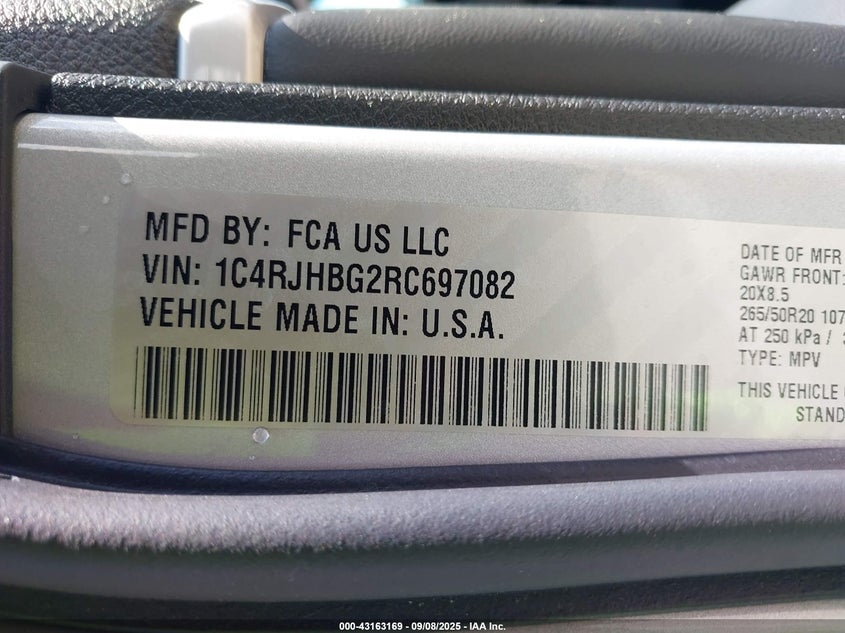 MFD BY: FCA US LLC
VIN: 1C4RJHBG2RC697082
VEHICLE MADE IN: U.S.A.
DATE OF MFR
GAWR FRONT:
20X8.5
265/50R20 107
AT 250 kPa /
TYPE: MPV
THIS VEHICLE
STAND
000-43163169 - 09/08/2025 - IAA Inc.